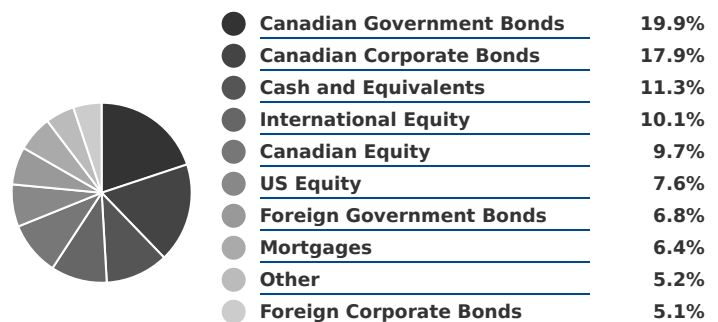 Canadian Government Bonds 19.9%
Canadian Corporate Bonds 17.9%
Cash and Equivalents 11.3%
International Equity 10.1%
Canadian Equity 9.7%
US Equity 7.6%
Foreign Government Bonds 6.8%
Mortgages 6.4%
Other 5.2%
Foreign Corporate Bonds 5.1%